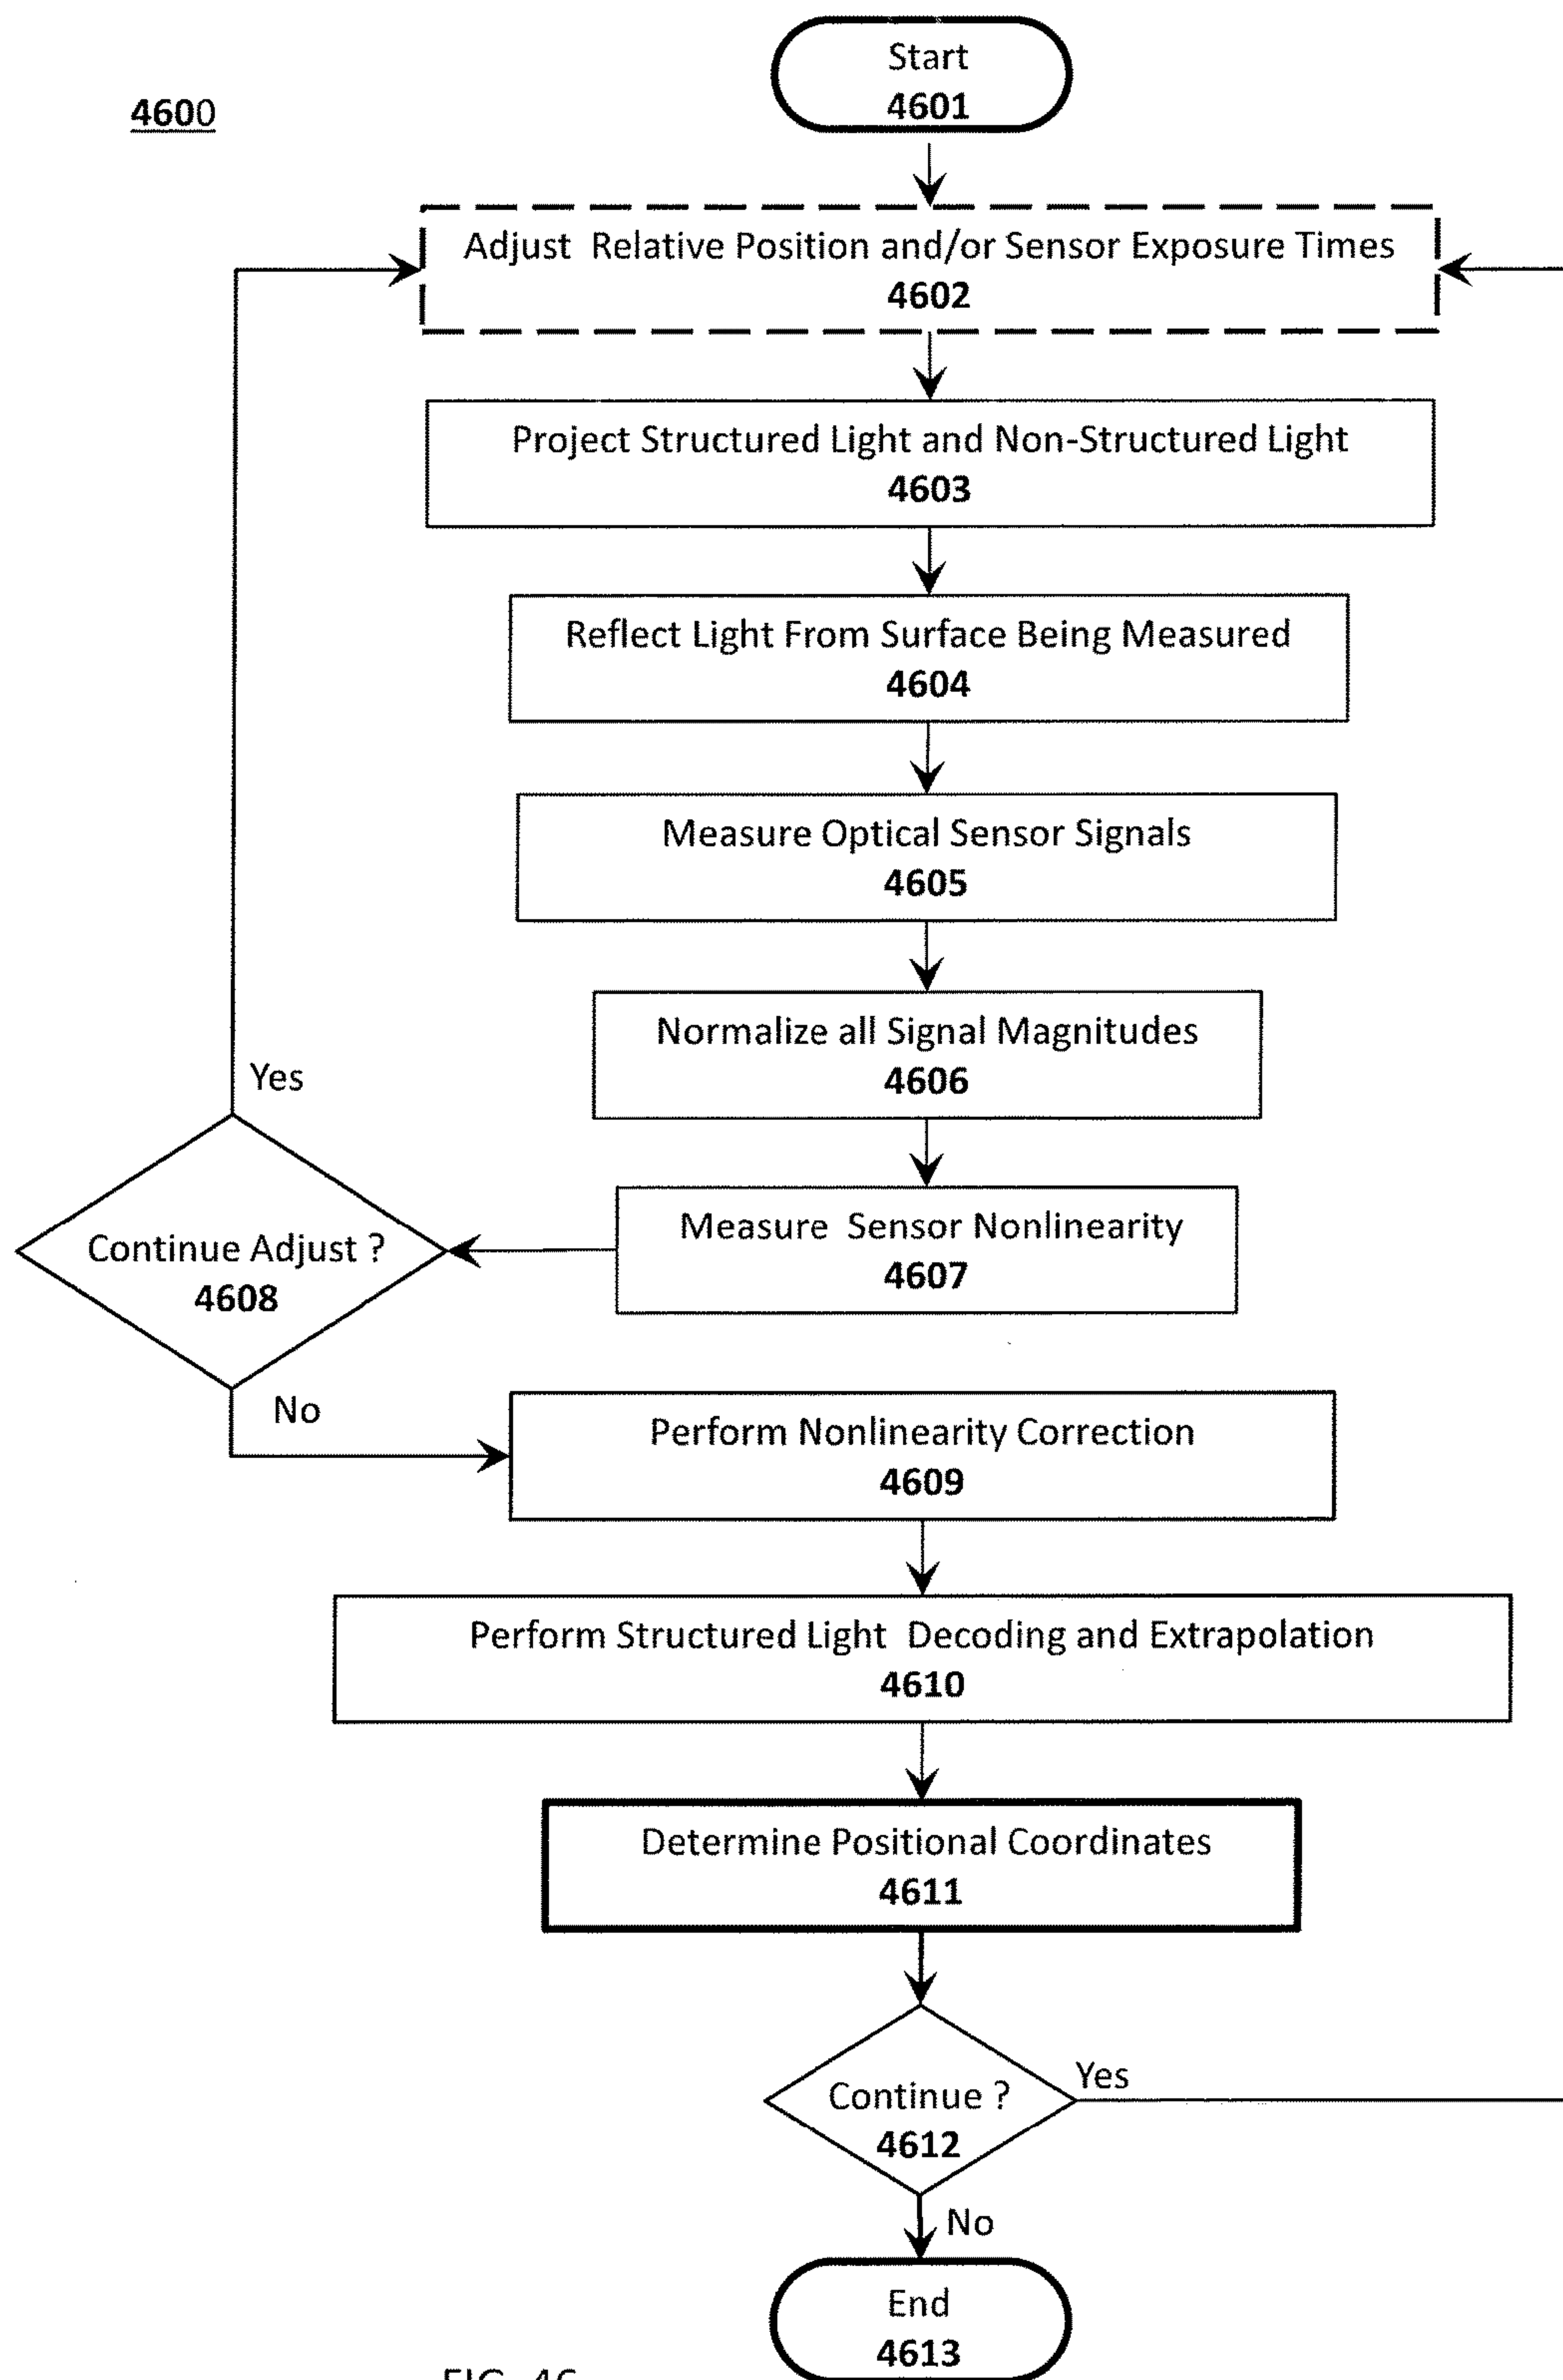 4600
Start
4601
Adjust Relative Position and/or Sensor Exposure Times
4602
Project Structured Light and Non-Structured Light
4603
Reflect Light From Surface Being Measured
4604
Measure Optical Sensor Signals
4605
Normalize all Signal Magnitudes
4606
Yes
Measure Sensor Nonlinearity
4607
Continue Adjust ?
4608
No
Perform Nonlinearity Correction
4609
Perform Structured Light Decoding and Extrapolation
4610
Determine Positional Coordinates
4611
Continue ?
4612
Yes
No
End
4613
FIG. 46